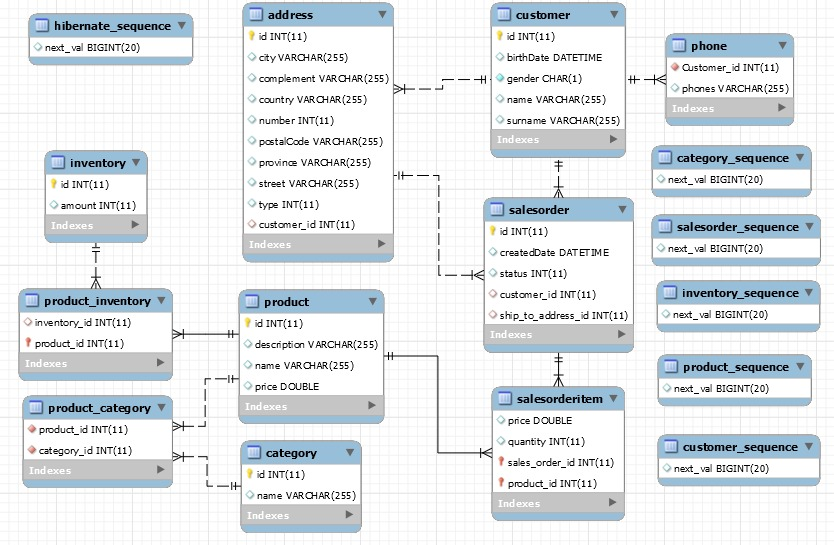 hibernate_sequence
next_val BIGINT(20)
address
id INT(11)
city VARCHAR(255)
complement VARCHAR(255)
country VARCHAR(255)
number INT(11)
postalCode VARCHAR(255)
province VARCHAR(255)
street VARCHAR(255)
type INT(11)
customer_id INT(11)
Indexes
customer
id INT(11)
birthDate DATETIME
gender CHAR(1)
name VARCHAR(255)
surname VARCHAR(255)
Indexes
phone
Customer_id INT(11)
phones VARCHAR(255)
Indexes
inventory
id INT(11)
amount INT(11)
Indexes
category_sequence
next_val BIGINT(20)
salesorder
id INT(11)
createdDate DATETIME
status INT(11)
customer_id INT(11)
ship_to_address_id INT(11)
Indexes
salesorder_sequence
next_val BIGINT(20)
product_inventory
inventory_id INT(11)
product_id INT(11)
Indexes
product
id INT(11)
description VARCHAR(255)
name VARCHAR(255)
price DOUBLE
Indexes
inventory_sequence
next_val BIGINT(20)
product_sequence
next_val BIGINT(20)
product_category
product_id INT(11)
category_id INT(11)
Indexes
category
id INT(11)
name VARCHAR(255)
Indexes
salesorderitem
price DOUBLE
quantity INT(11)
sales_order_id INT(11)
product_id INT(11)
Indexes
customer_sequence
next_val BIGINT(20)